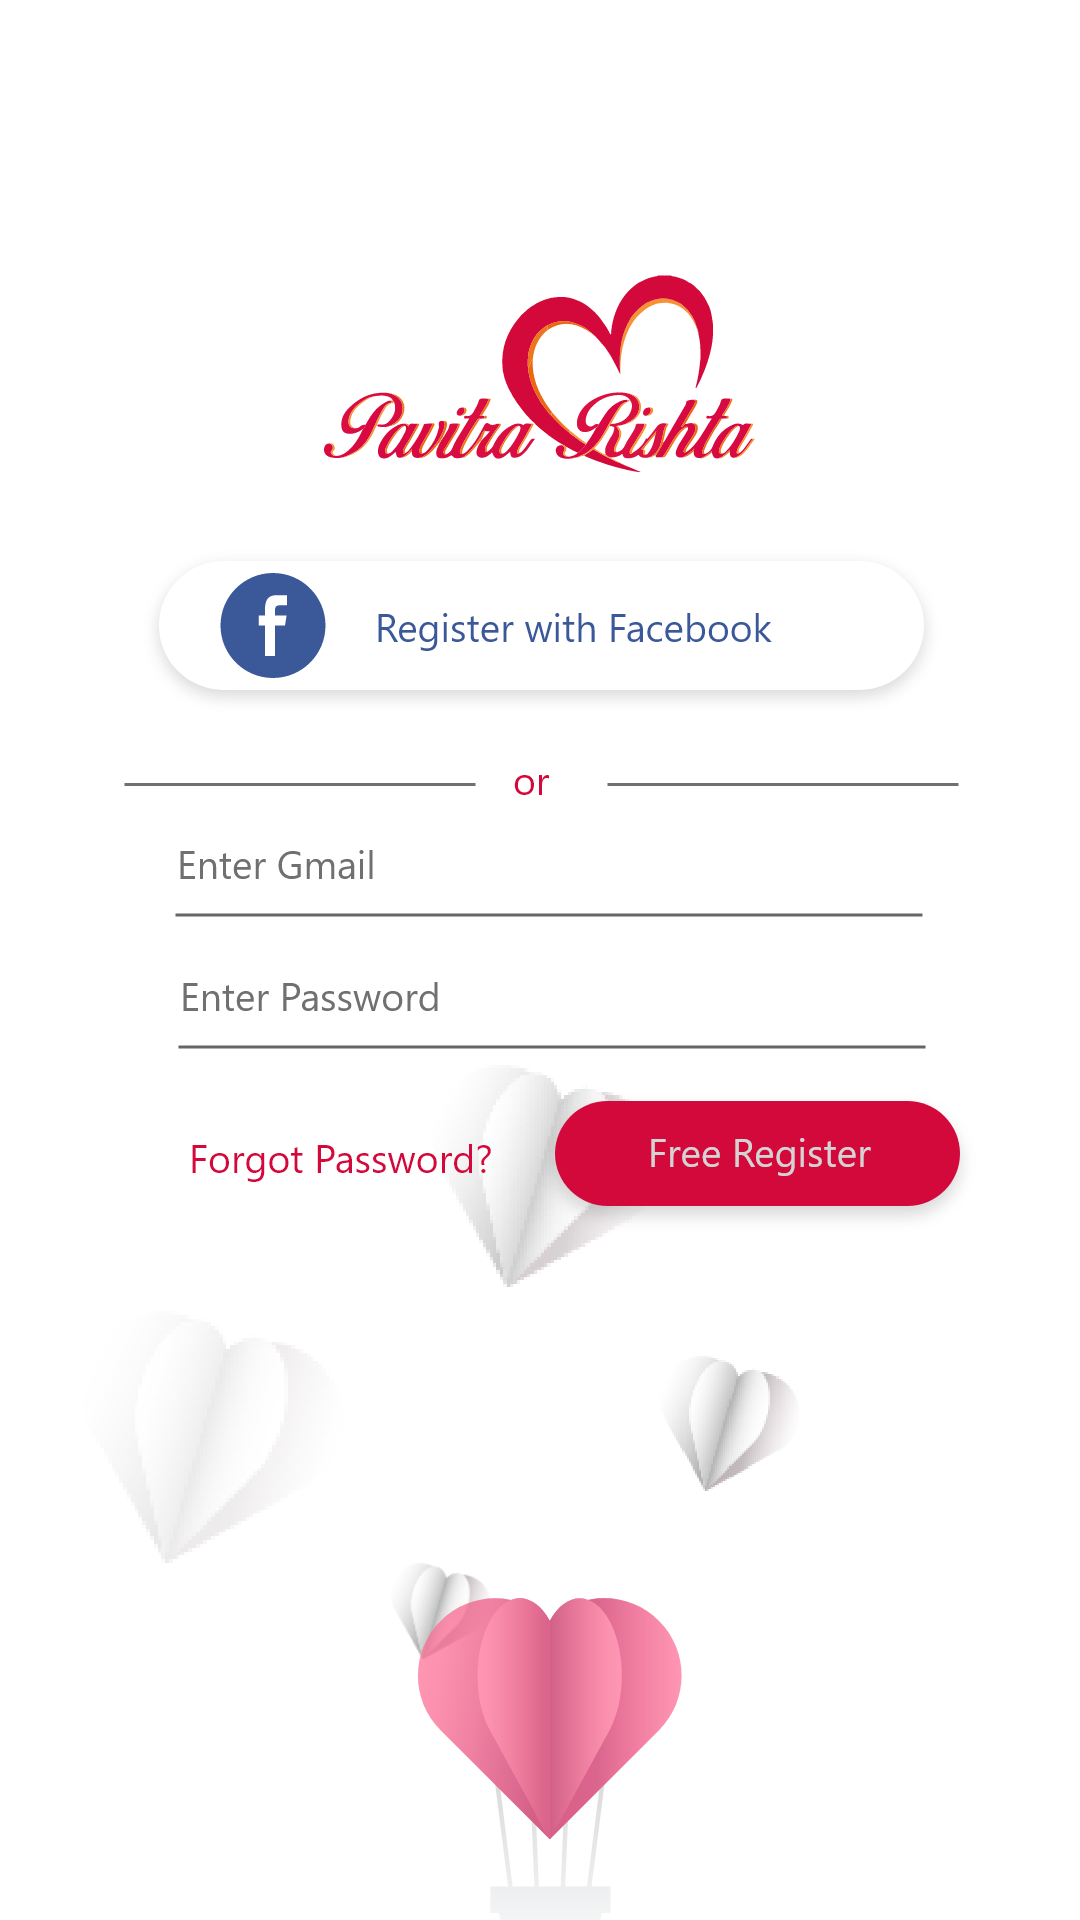 Pavitra Rishta
f Register with Facebook
or
Enter Gmail
Enter Password
Forgot Password? Free Register